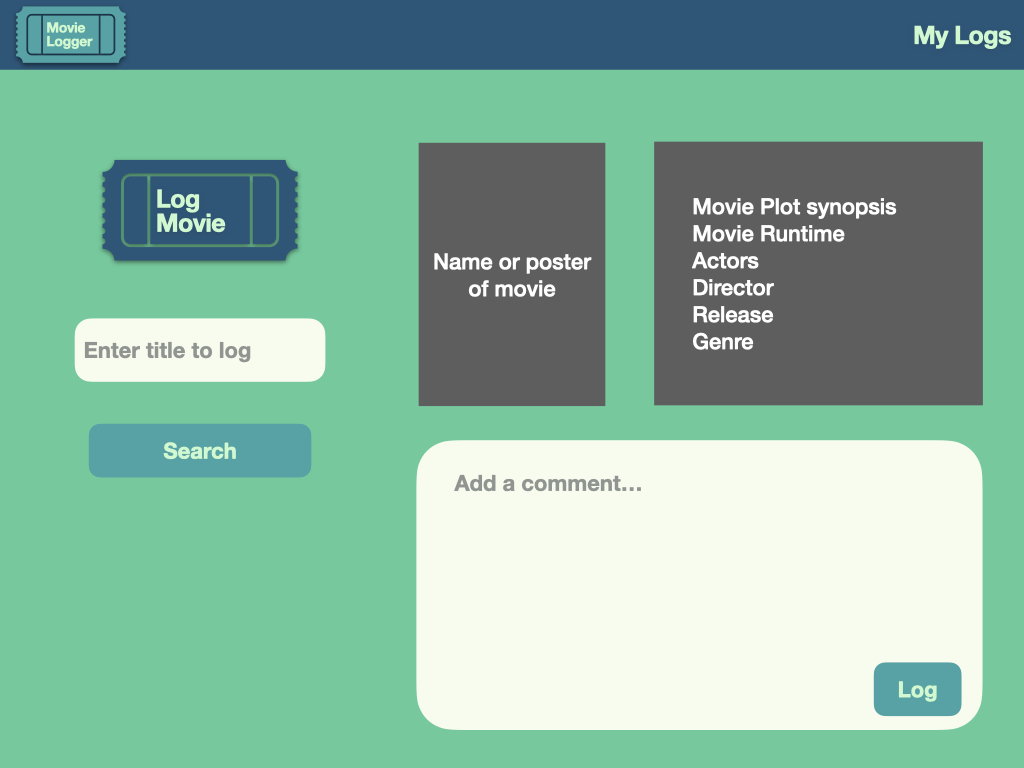 Movie
Logger
My Logs
Log
Movie
Enter title to log
Search
Name or poster
of movie
Movie Plot synopsis
Movie Runtime
Actors
Director
Release
Genre
Add a comment...
Log